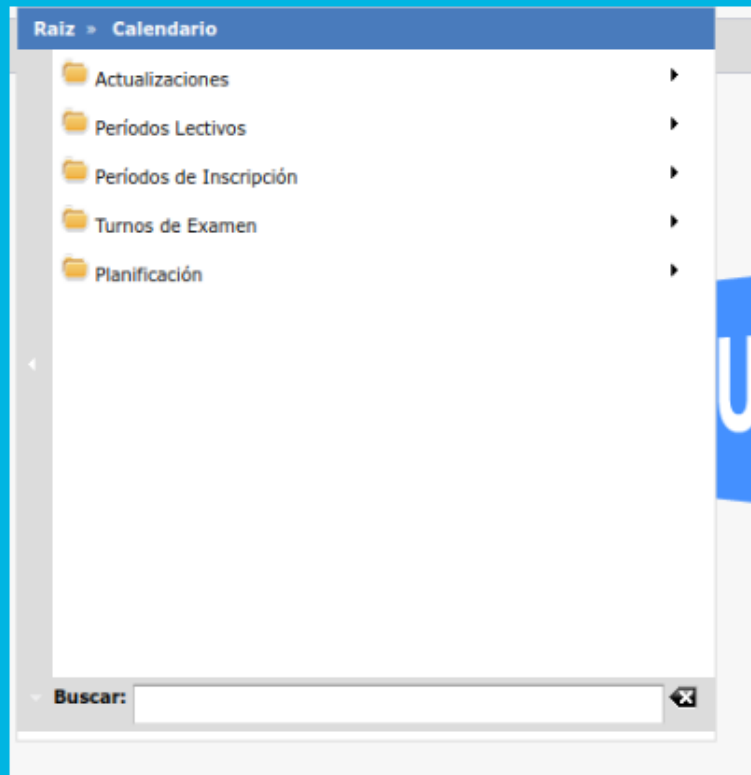 Raiz » Calendario
Actualizaciones
Períodos Lectivos
Períodos de Inscripción
Turnos de Examen
Planificación
U
Buscar: